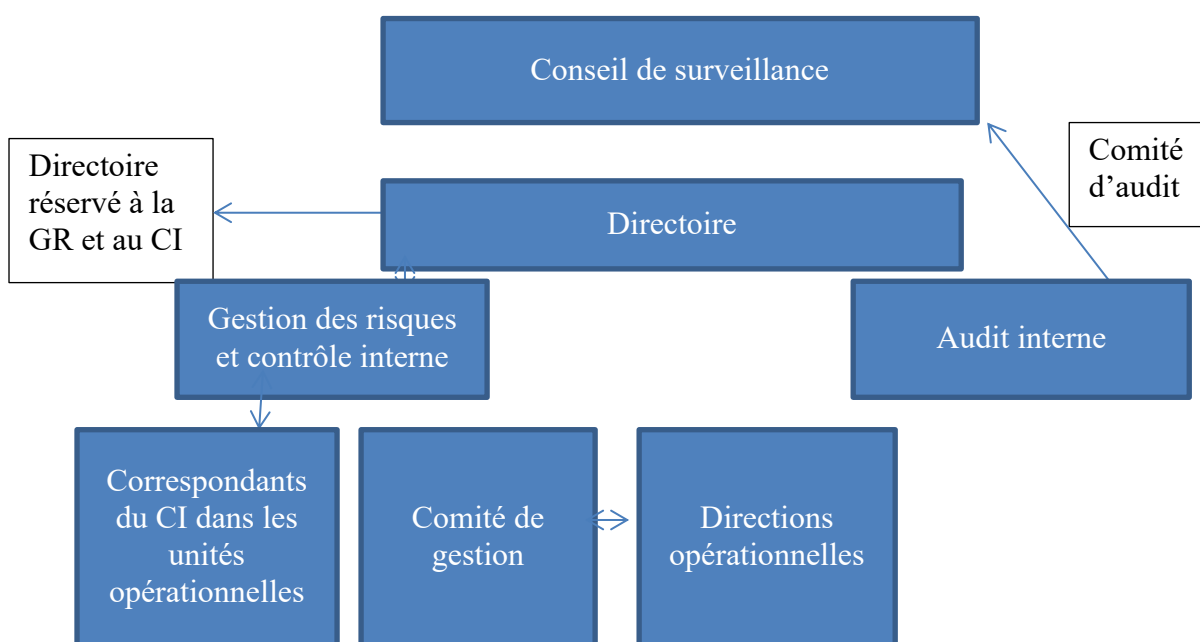 Conseil de surveillance
Directoire
réservé à la
GR et au CI
Directoire
Comité
d’audit
Gestion des risques
et contrôle interne
Audit interne
Correspondants
du CI dans les
unités
opérationnelles
Comité de
gestion
Directions
opérationnelles